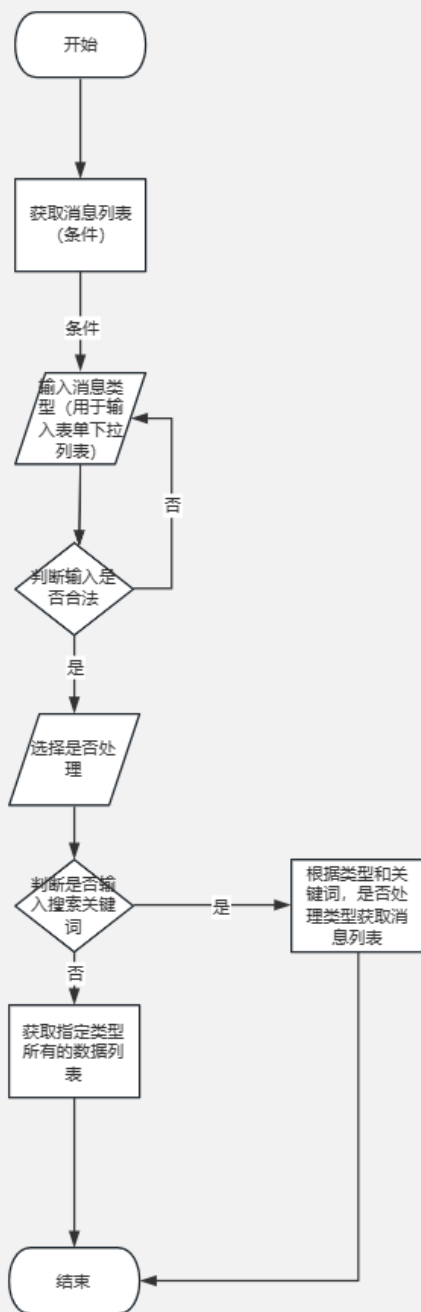 开始
获取消息列表
(条件)
条件
输入消息类
型（用于输
入表单下拉
列表）
否
判断输入是
否合法
是
选择是否处
理
判断是否输
入搜索关键
词
是
根据类型和关
键词，是否处
理类型获取消
息列表
否
获取指定类型
所有的数据列
表
结束